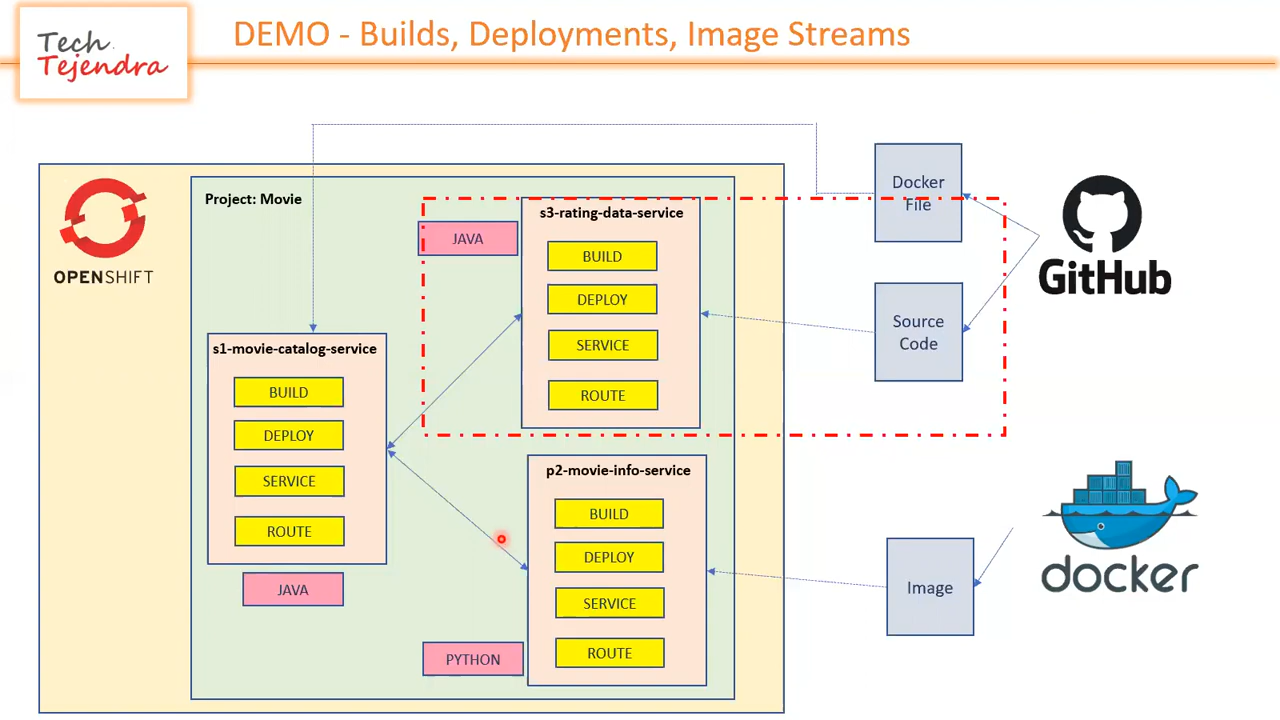 Tech
Tejendra
DEMO - Builds, Deployments, Image Streams
OPENSHIFT
Project: Movie
JAVA
s3-rating-data-service
BUILD
DEPLOY
SERVICE
ROUTE
Docker
File
GitHub
Source
Code
s1-movie-catalog-service
BUILD
DEPLOY
SERVICE
ROUTE
JAVA
p2-movie-info-service
BUILD
DEPLOY
SERVICE
ROUTE
PYTHON
Image
docker